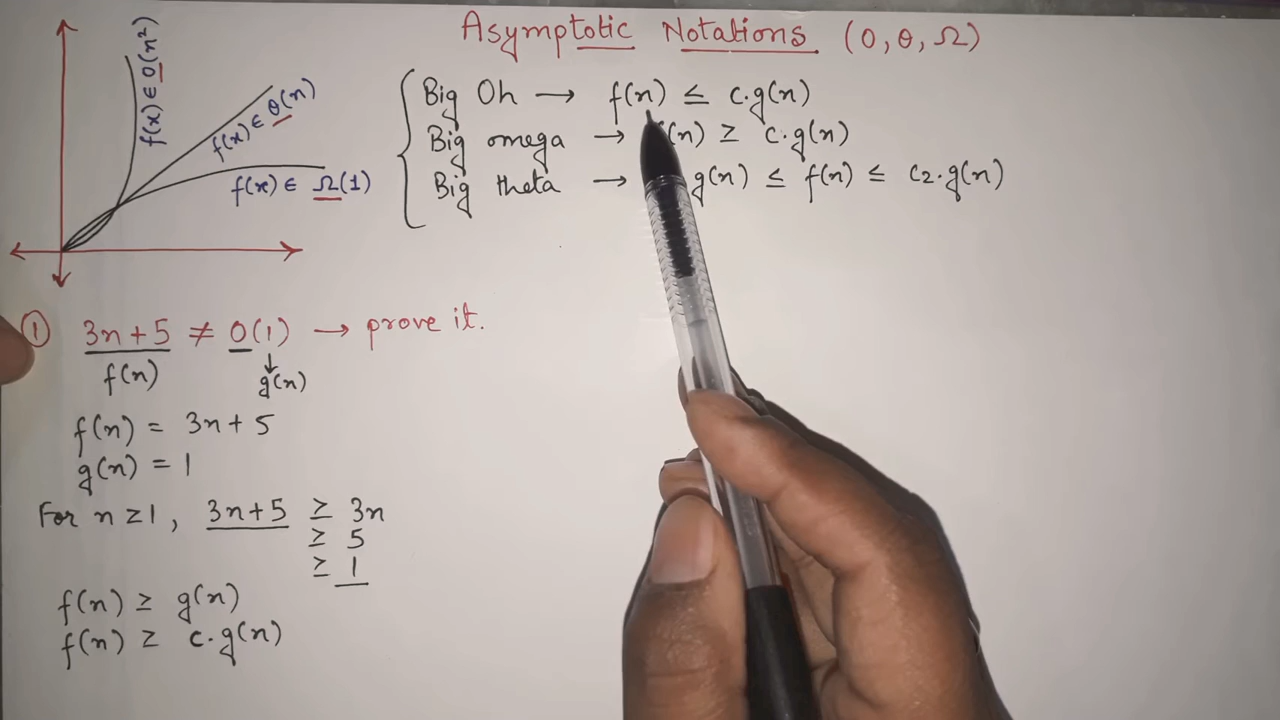 Asymptotic Notations (O, θ, Ω)
f(x) ∈ O(n²)
f(x) ∈ θ(n)
f(x) ∈ Ω(1)
Big Oh → f(n) ≤ c.g(n)
Big omega → f(n) ≥ c.g(n)
Big theta → g(n) ≤ f(n) ≤ c2.g(n)
① 3n + 5 ≠ O(1) → prove it.
f(n)
↓
g(n)
f(n) = 3n + 5
g(n) = 1
For n ≥ 1, 3n + 5 ≥ 3n
≥ 5
≥ 1
f(n) ≥ g(n)
f(n) ≥ c.g(n)